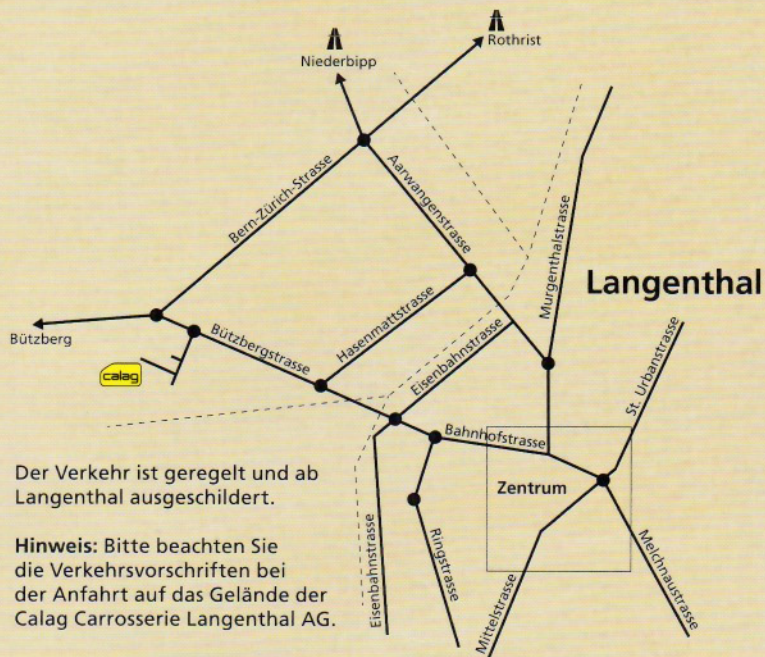 Rothrist
Niederbipp
Bern-Zürich-Strasse
Aarwangenstrasse
Murgenthalstrasse
Langenthal
Hasenmattstrasse
Eisenbahnstrasse
Bützberg
Bützbergstrasse
St. Urbanstrasse
calag
Bahnhofstrasse
Zentrum
Der Verkehr ist geregelt und ab
Langenthal ausgeschildert.
Hinweis: Bitte beachten Sie
die Verkehrsvorschriften bei
der Anfahrt auf das Gelände der
Calag Carrosserie Langenthal AG.
Eisenbahnstrasse
Ringstrasse
Mittelstrasse
Melchnaustrasse